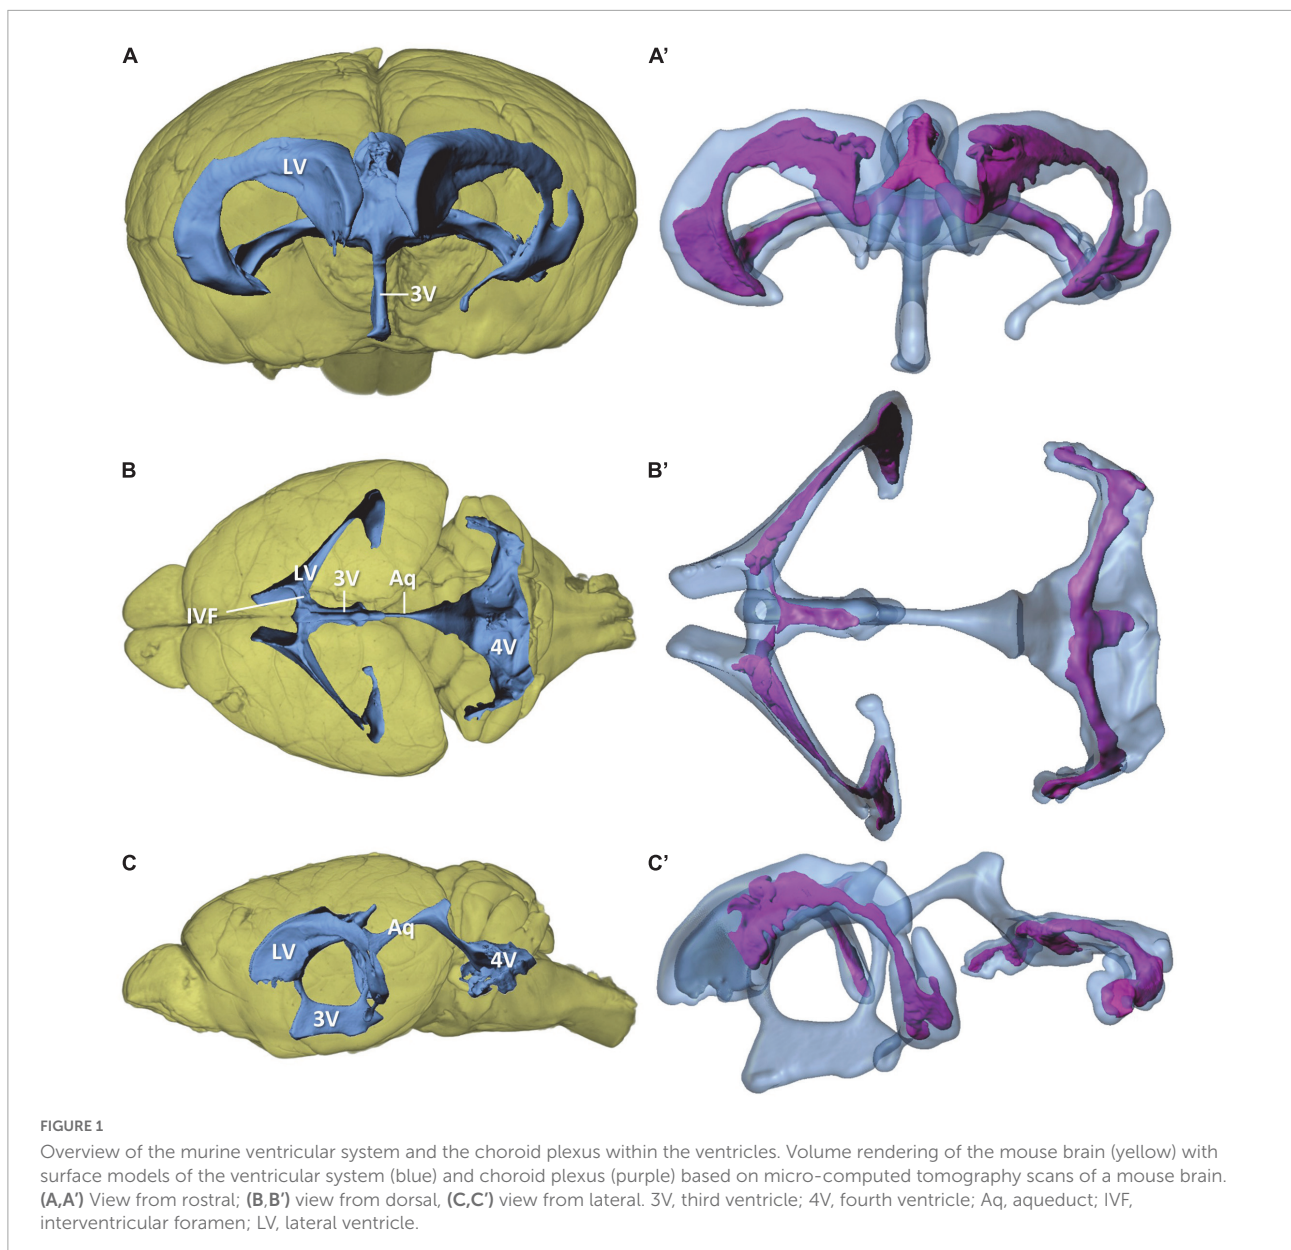 A
A’
LV
3V
B
B’
LV
3V
Aq
IVF
4V
C
C’
LV
Aq
4V
3V
FIGURE 1
Overview of the murine ventricular system and the choroid plexus within the ventricles. Volume rendering of the mouse brain (yellow) with
surface models of the ventricular system (blue) and choroid plexus (purple) based on micro-computed tomography scans of a mouse brain.
(A,A’) View from rostral; (B,B’) view from dorsal, (C,C’) view from lateral. 3V, third ventricle; 4V, fourth ventricle; Aq, aqueduct; IVF,
interventricular foramen; LV, lateral ventricle.